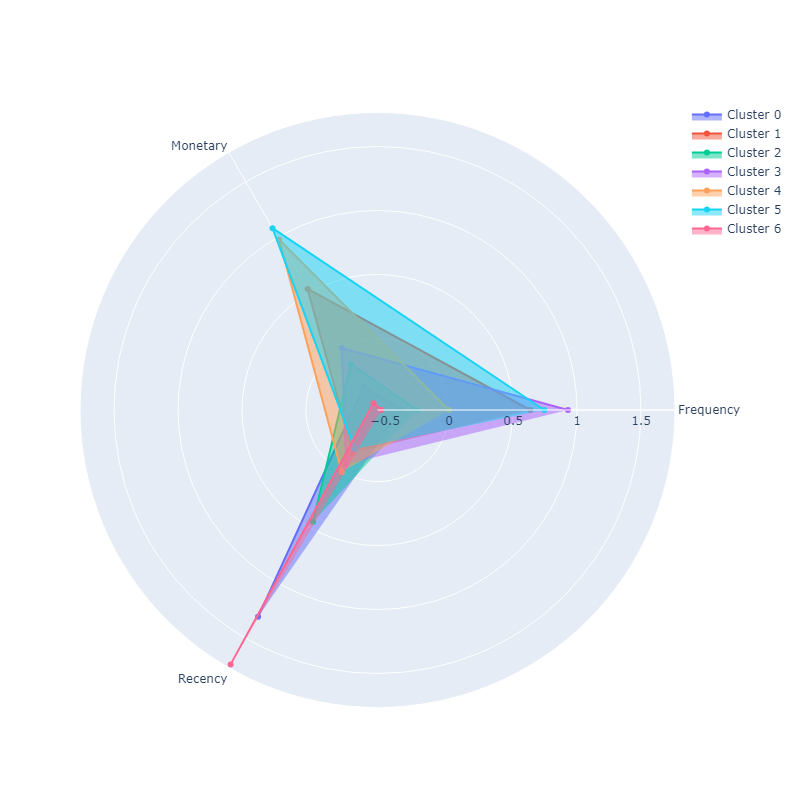 Monetary
Cluster 0
Cluster 1
Cluster 2
Cluster 3
Cluster 4
Cluster 5
Cluster 6
Frequency
−0.5 0 0.5 1 1.5
Recency